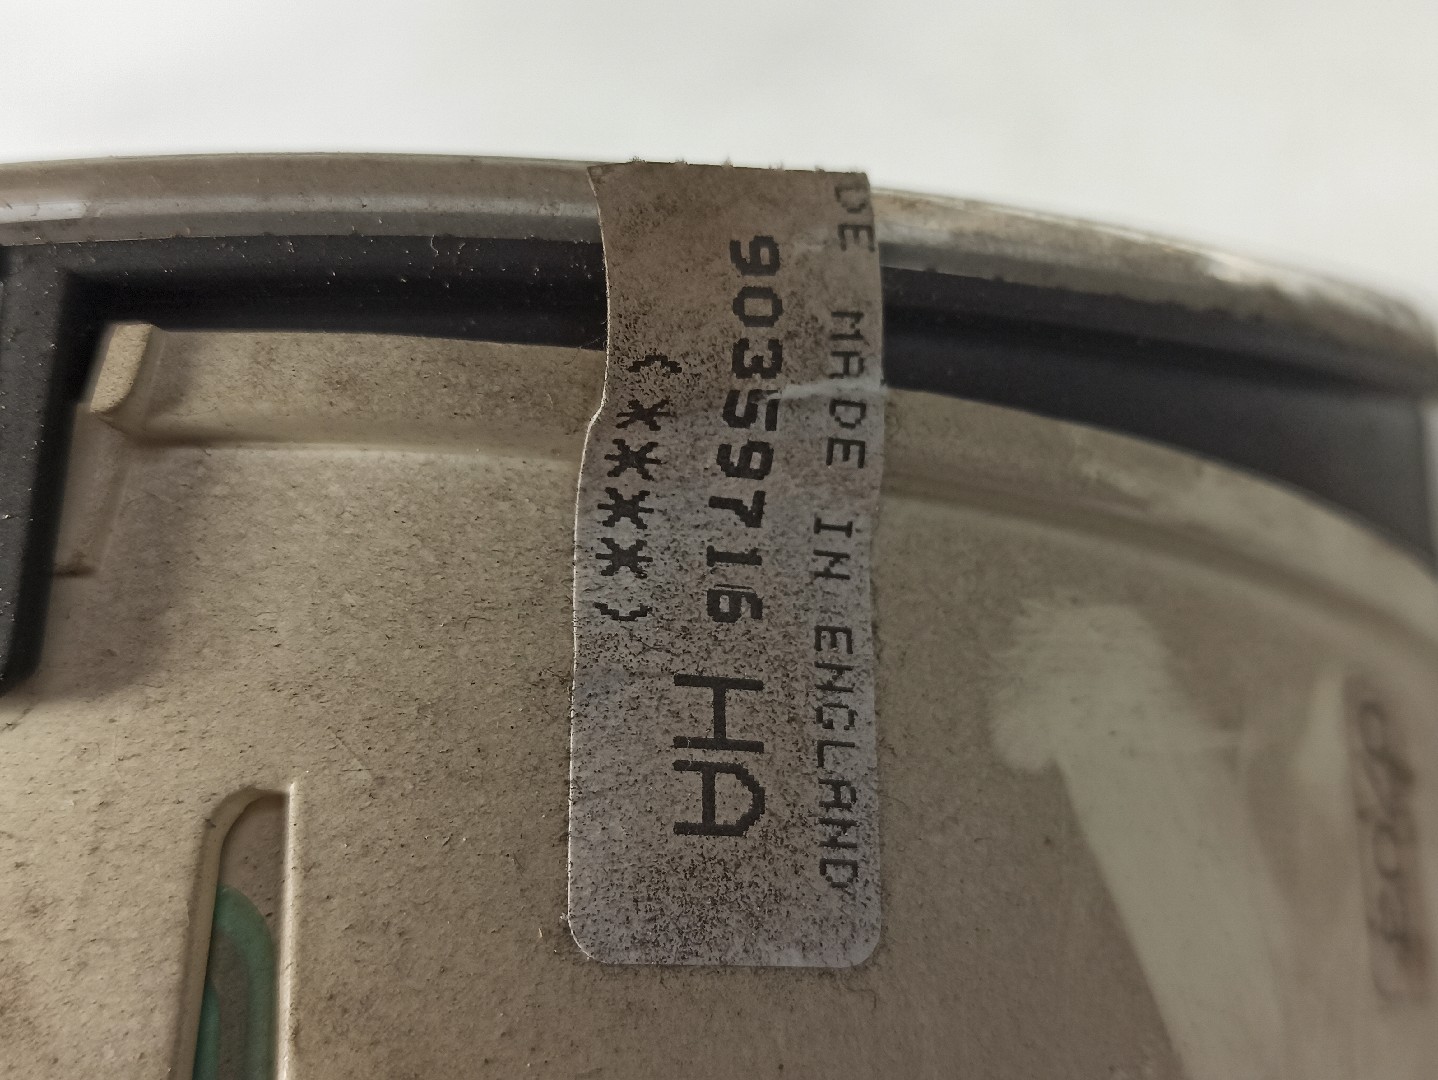 DE MADE IN ENGLAND
90359716 HA
(****)